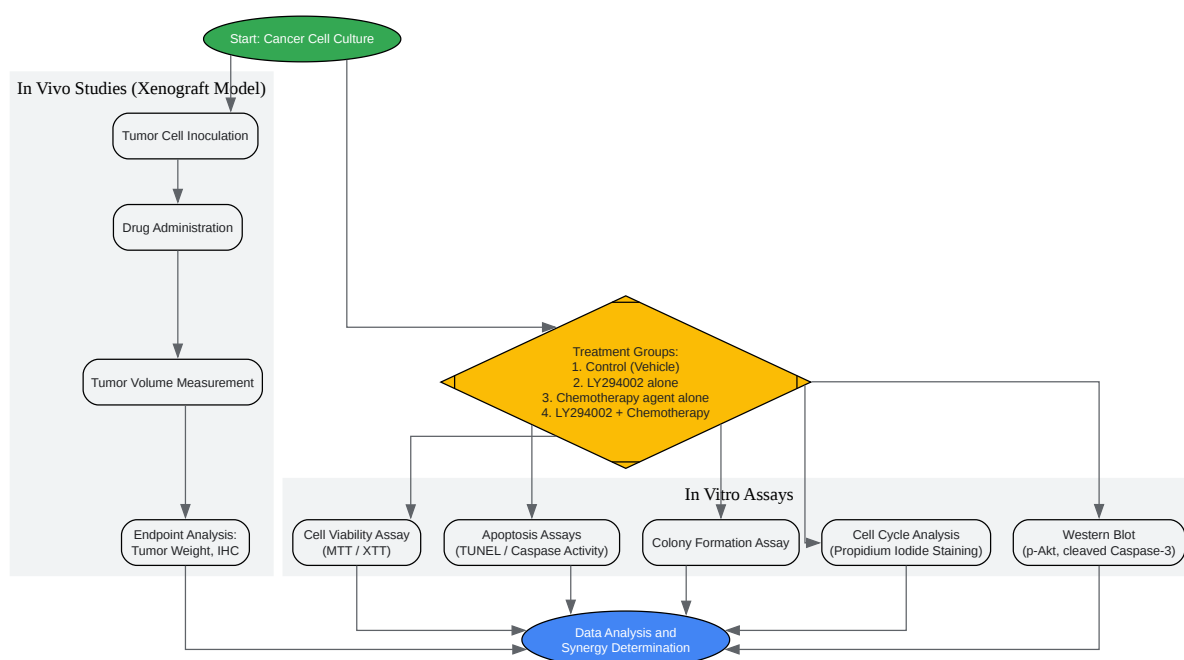 Start: Cancer Cell Culture
In Vivo Studies (Xenograft Model)
Tumor Cell Inoculation
Drug Administration
Tumor Volume Measurement
Endpoint Analysis:
Tumor Weight, IHC
Treatment Groups:
1. Control (Vehicle)
2. LY294002 alone
3. Chemotherapy agent alone
4. LY294002 + Chemotherapy
In Vitro Assays
Cell Viability Assay
(MTT / XTT)
Apoptosis Assays
(TUNEL / Caspase Activity)
Colony Formation Assay
Cell Cycle Analysis
(Propidium Iodide Staining)
Western Blot
(p-Akt, cleaved Caspase-3)
Data Analysis and
Synergy Determination